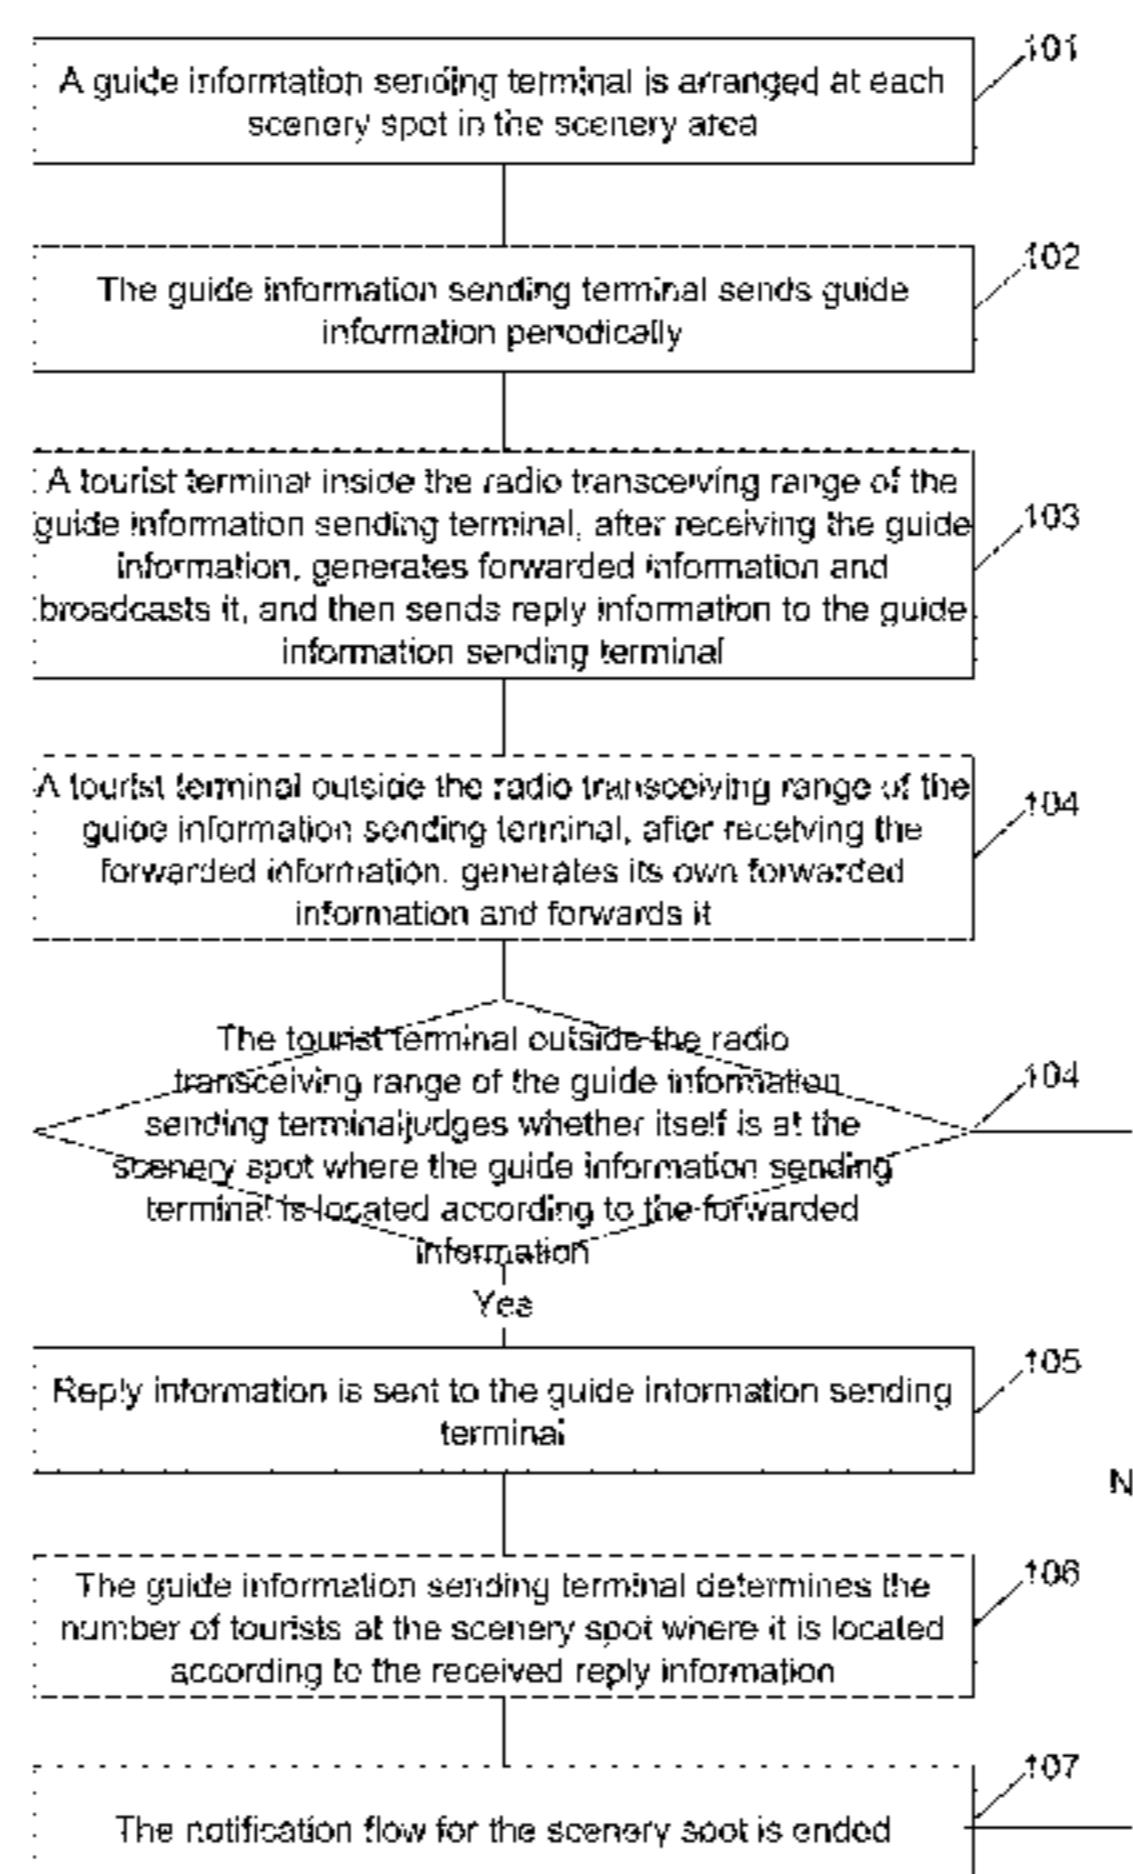 101
A guide information sending terminal is arranged at each
scenery spot in the scenery area
102
The guide information sending terminal sends guide
information periodically
A tourist terminal inside the radio transceiving range of the
guide information sending terminal, after receiving the guide
103
information, generates forwarded information and
broadcasts it, and then sends reply information to the guide
information sending terminal
A tourist terminal outside the radio transceiving range of the
104
guide information sending terminal, after receiving the
forwarded information, generates its own forwarded
information and forwards it
The tourist terminal outside the radio
transceiving range of the guide information
104
sending terminaljudges whether itself is at the
scenery spot where the guide information sending
terminal is located according to the forwarded
information
Yes
105
Reply information is sent to the guide information sending
terminal
N
106
The guide information sending terminal determines the
number of tourists at the scenery spot where it is located
according to the received reply information
107
The notification flow for the scenery spot is ended